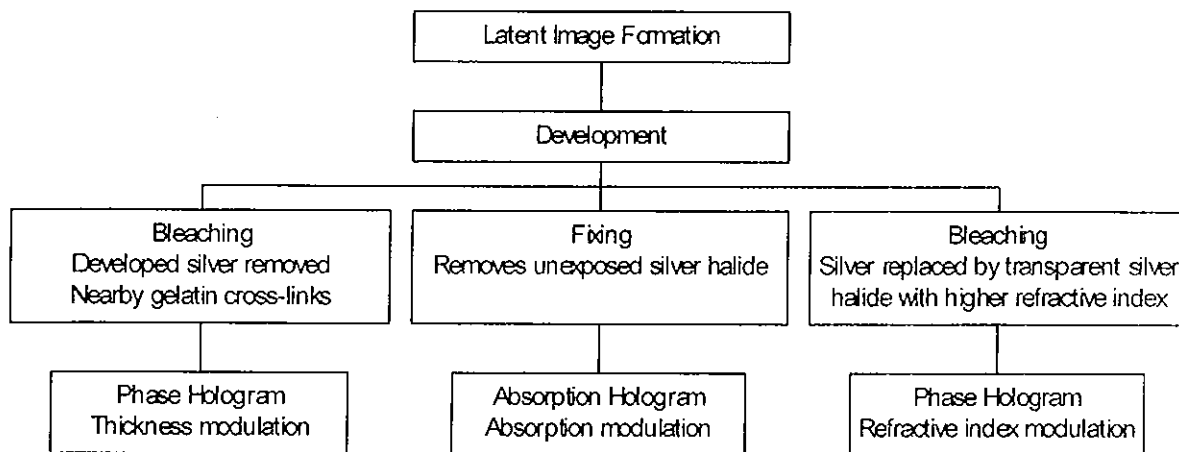 Latent Image Formation
Development
Bleaching
Developed silver removed
Nearby gelatin cross-links
Fixing
Removes unexposed silver halide
Bleaching
Silver replaced by transparent silver
halide with higher refractive index
Phase Hologram
Thickness modulation
Absorption Hologram
Absorption modulation
Phase Hologram
Refractive index modulation